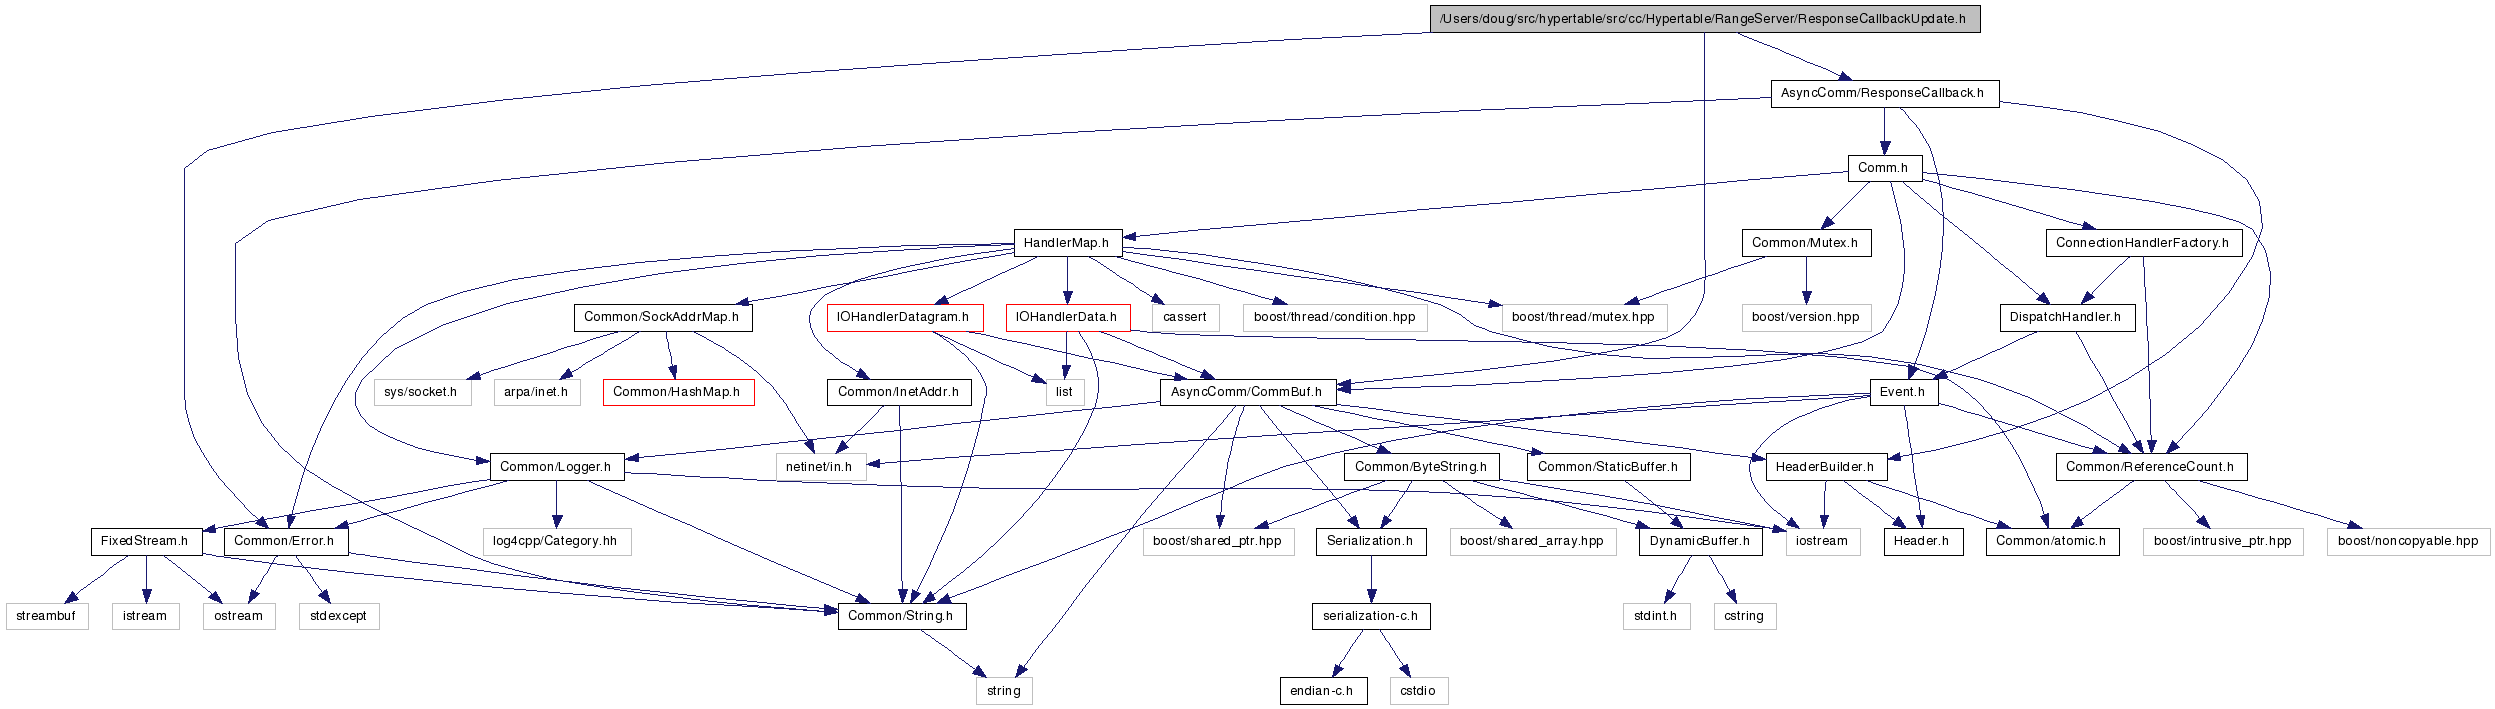 /Users/doug/src/hypertable/src/cc/Hypertable/RangeServer/ResponseCallbackUpdate.h
AsyncComm/ResponseCallback.h
Comm.h
HandlerMap.h
Common/Mutex.h
ConnectionHandlerFactory.h
Common/SockAddrMap.h
IOHandlerDatagram.h
IOHandlerData.h
cassert
boost/thread/condition.hpp
boost/thread/mutex.hpp
boost/version.hpp
DispatchHandler.h
sys/socket.h
arpa/inet.h
Common/HashMap.h
Common/InetAddr.h
list
AsyncComm/CommBuf.h
Event.h
Common/Logger.h
netinet/in.h
Common/ByteString.h
Common/StaticBuffer.h
HeaderBuilder.h
Common/ReferenceCount.h
FixedStream.h
Common/Error.h
log4cpp/Category.hh
boost/shared_ptr.hpp
Serialization.h
boost/shared_array.hpp
DynamicBuffer.h
iostream
Header.h
Common/atomic.h
boost/intrusive_ptr.hpp
boost/noncopyable.hpp
streambuf
istream
ostream
stdexcept
Common/String.h
serialization-c.h
stdint.h
cstring
string
endian-c.h
cstdio